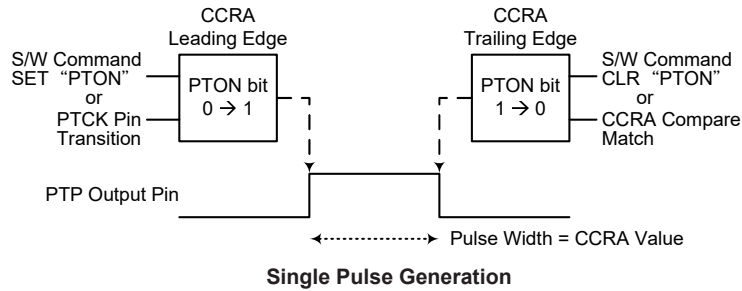 CCRA
Leading Edge
S/W Command
SET “PTON”
or
PTCK Pin
Transition
PTON bit
0 → 1
CCRA
Trailing Edge
PTON bit
1 → 0
S/W Command
CLR “PTON”
or
CCRA Compare
Match
PTP Output Pin
Pulse Width = CCRA Value
Single Pulse Generation